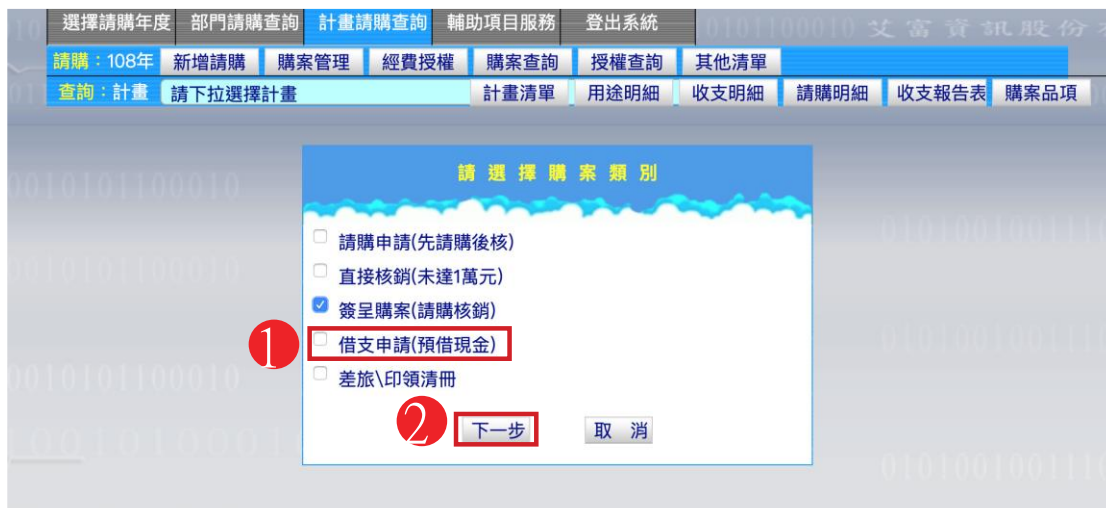 選擇請購年度 部門請購查詢 計畫請購查詢 輔助項目服務 登出系統
艾富資訊股份
請購：108年 新增請購 購案管理 經費授權 購案查詢 授權查詢 其他清單
查詢：計畫 請下拉選擇計畫 計畫清單 用途明細 收支明細 請購明細 收支報告表 購案品項
請選擇購案類別
請購申請(先請購後核)
直接核銷(未達1萬元)
簽呈購案(請購核銷)
1 借支申請(預借現金)
差旅\印領清冊
2 下一步 取 消